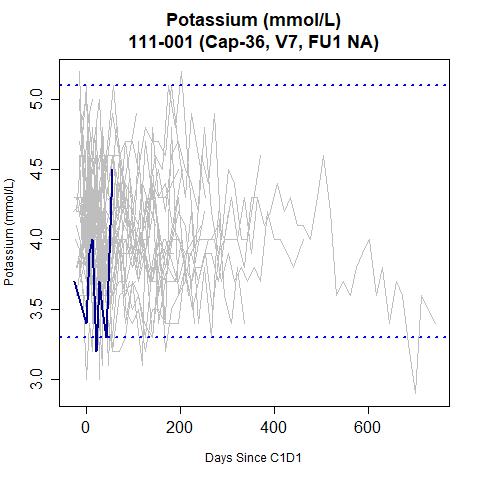 Potassium (mmol/L)
111-001 (Cap-36, V7, FU1 NA)
Potassium (mmol/L)
5.0
4.5
4.0
3.5
3.0
0
200
400
600
Days Since C1D1